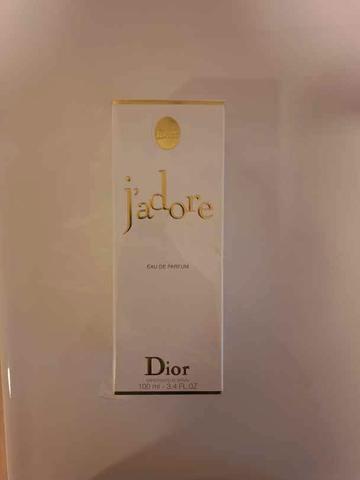 j'adore
EAU DE PARFUM
Dior
100 ml - 3.4 FL.OZ